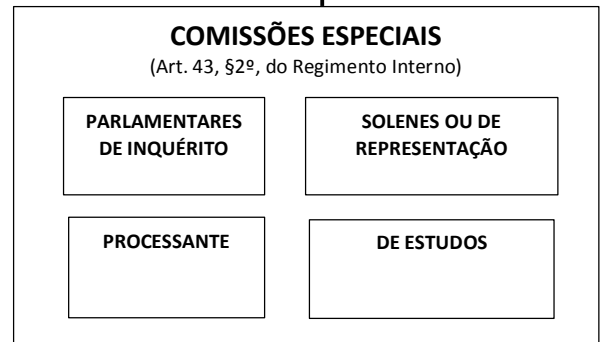 COMISSÕES ESPECIAIS
(Art. 43, §2º, do Regimento Interno)
PARLAMENTARES
DE INQUÉRITO
SOLENES OU DE
REPRESENTAÇÃO
PROCESSANTE
DE ESTUDOS